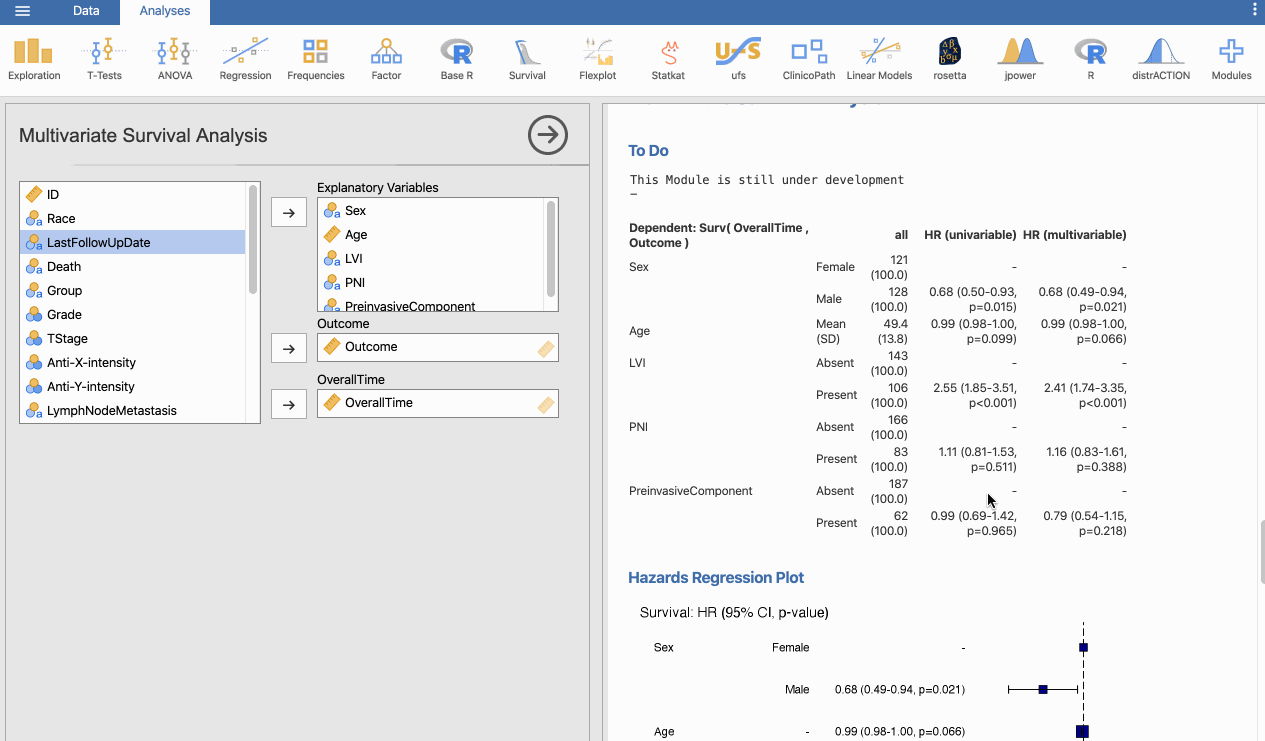 Data Analyses
Exploration T-Tests ANOVA Regression Frequencies Factor Base R Survival Flexplot Statkat ufs ClinicoPath Linear Models rosetta jpower R distrACTION Modules
Multivariate Survival Analysis
ID
Race
LastFollowUpDate
Death
Group
Grade
TStage
Anti-X-intensity
Anti-Y-intensity
LymphNodeMetastasis
Explanatory Variables
Sex
Age
LVI
PNI
PreinvasiveComponent
Outcome
Outcome
OverallTime
OverallTime
To Do
This Module is still under development
–
Dependent: Surv( OverallTime ,
Outcome ) all HR (univariable) HR (multivariable)
Sex Female 121
(100.0) - -
Male 128
(100.0) 0.68 (0.50-0.93,
p=0.015) 0.68 (0.49-0.94,
p=0.021)
Age Mean
(SD) 49.4
(13.8) 0.99 (0.98-1.00,
p=0.099) 0.99 (0.98-1.00,
p=0.066)
LVI Absent 143
(100.0) - -
Present 106
(100.0) 2.55 (1.85-3.51,
p<0.001) 2.41 (1.74-3.35,
p<0.001)
PNI Absent 166
(100.0) - -
Present 83
(100.0) 1.11 (0.81-1.53,
p=0.511) 1.16 (0.83-1.61,
p=0.388)
PreinvasiveComponent Absent 187
(100.0) - -
Present 62
(100.0) 0.99 (0.69-1.42,
p=0.965) 0.79 (0.54-1.15,
p=0.218)
Hazards Regression Plot
Survival: HR (95% CI, p-value)
Sex Female -
Male 0.68 (0.49-0.94, p=0.021)
Age - 0.99 (0.98-1.00, p=0.066)